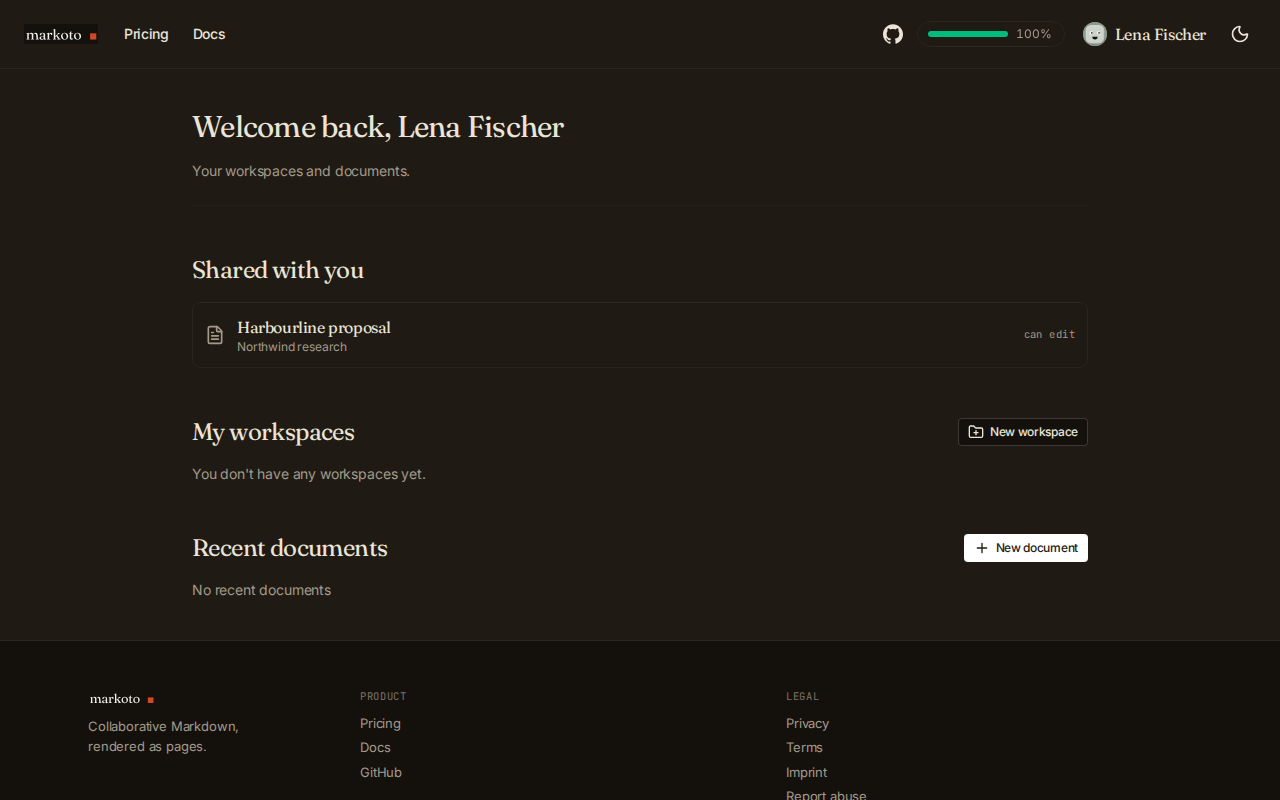 markoto
Pricing
Docs
100%
Lena Fischer
Welcome back, Lena Fischer
Your workspaces and documents.
Shared with you
Harbourline proposal
Northwind research
can edit
My workspaces
New workspace
You don't have any workspaces yet.
Recent documents
New document
No recent documents
markoto
Collaborative Markdown,
rendered as pages.
PRODUCT
Pricing
Docs
GitHub
LEGAL
Privacy
Terms
Imprint
Report abuse